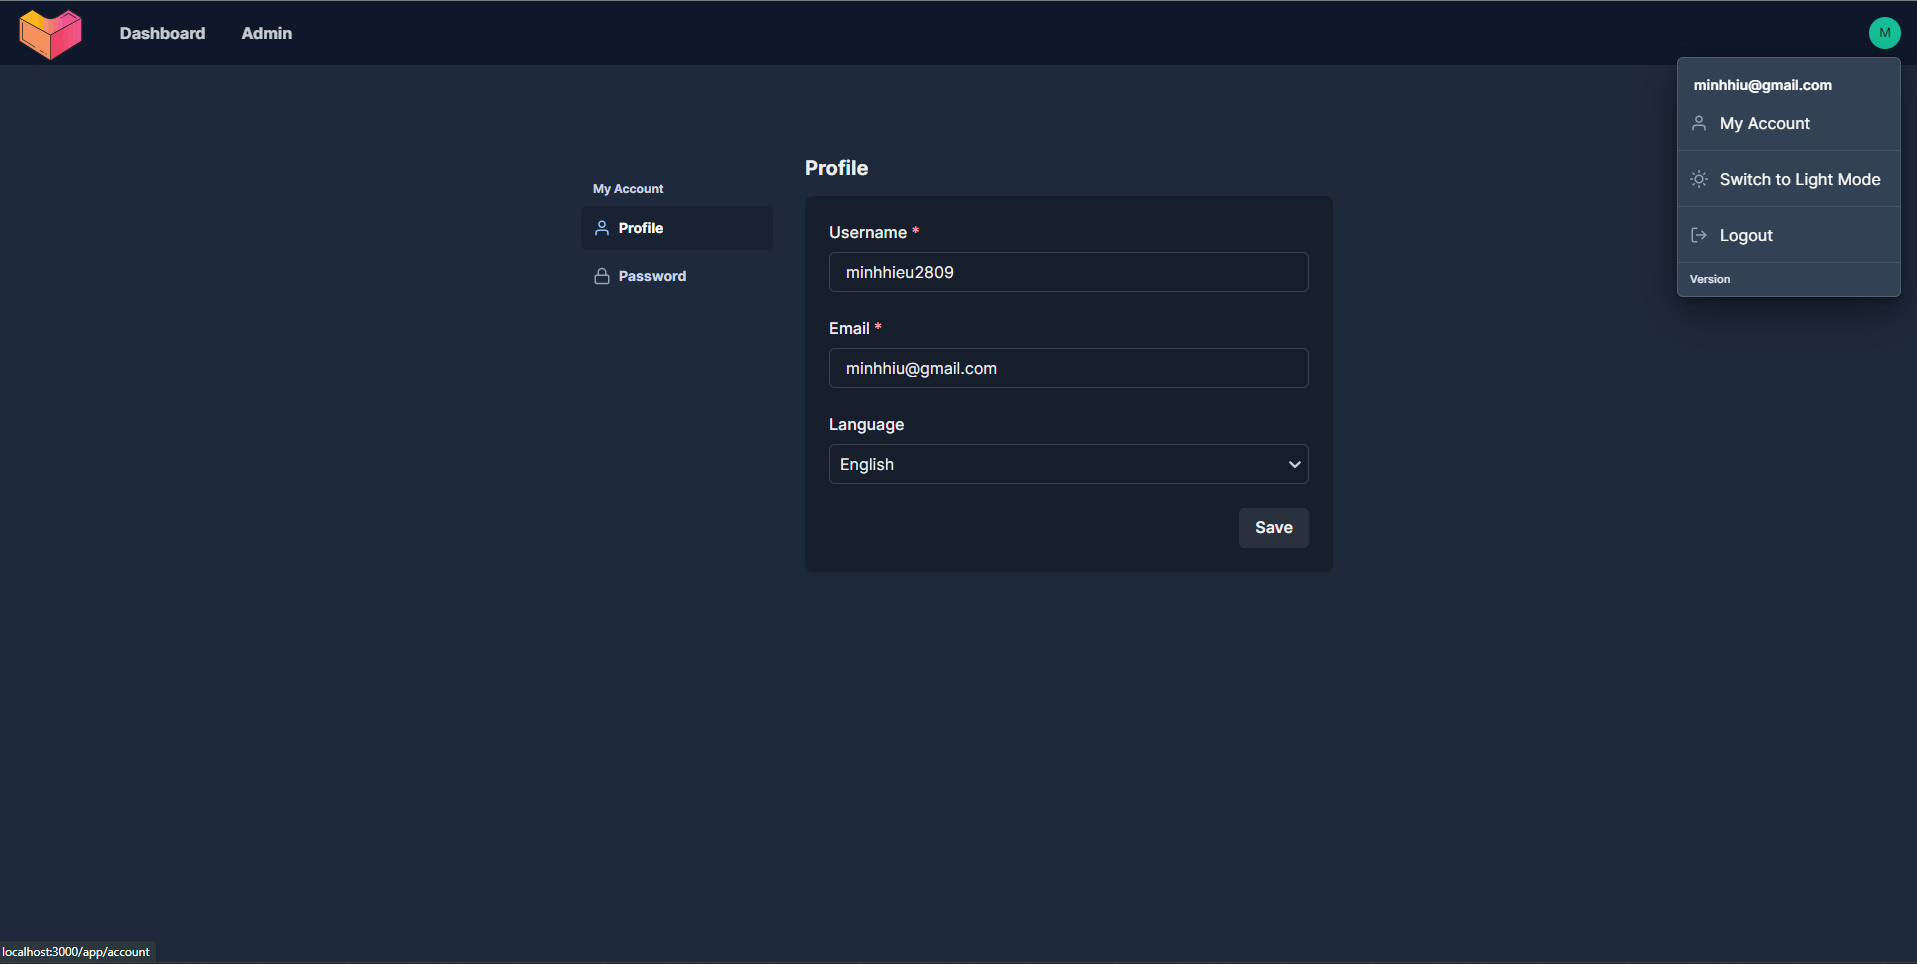 Dashboard
Admin
M
minhhiu@gmail.com
My Account
Switch to Light Mode
Logout
Version
My Account
Profile
Password
Profile
Username *
minhhieu2809
Email *
minhhiu@gmail.com
Language
English
Save
localhost:3000/app/account